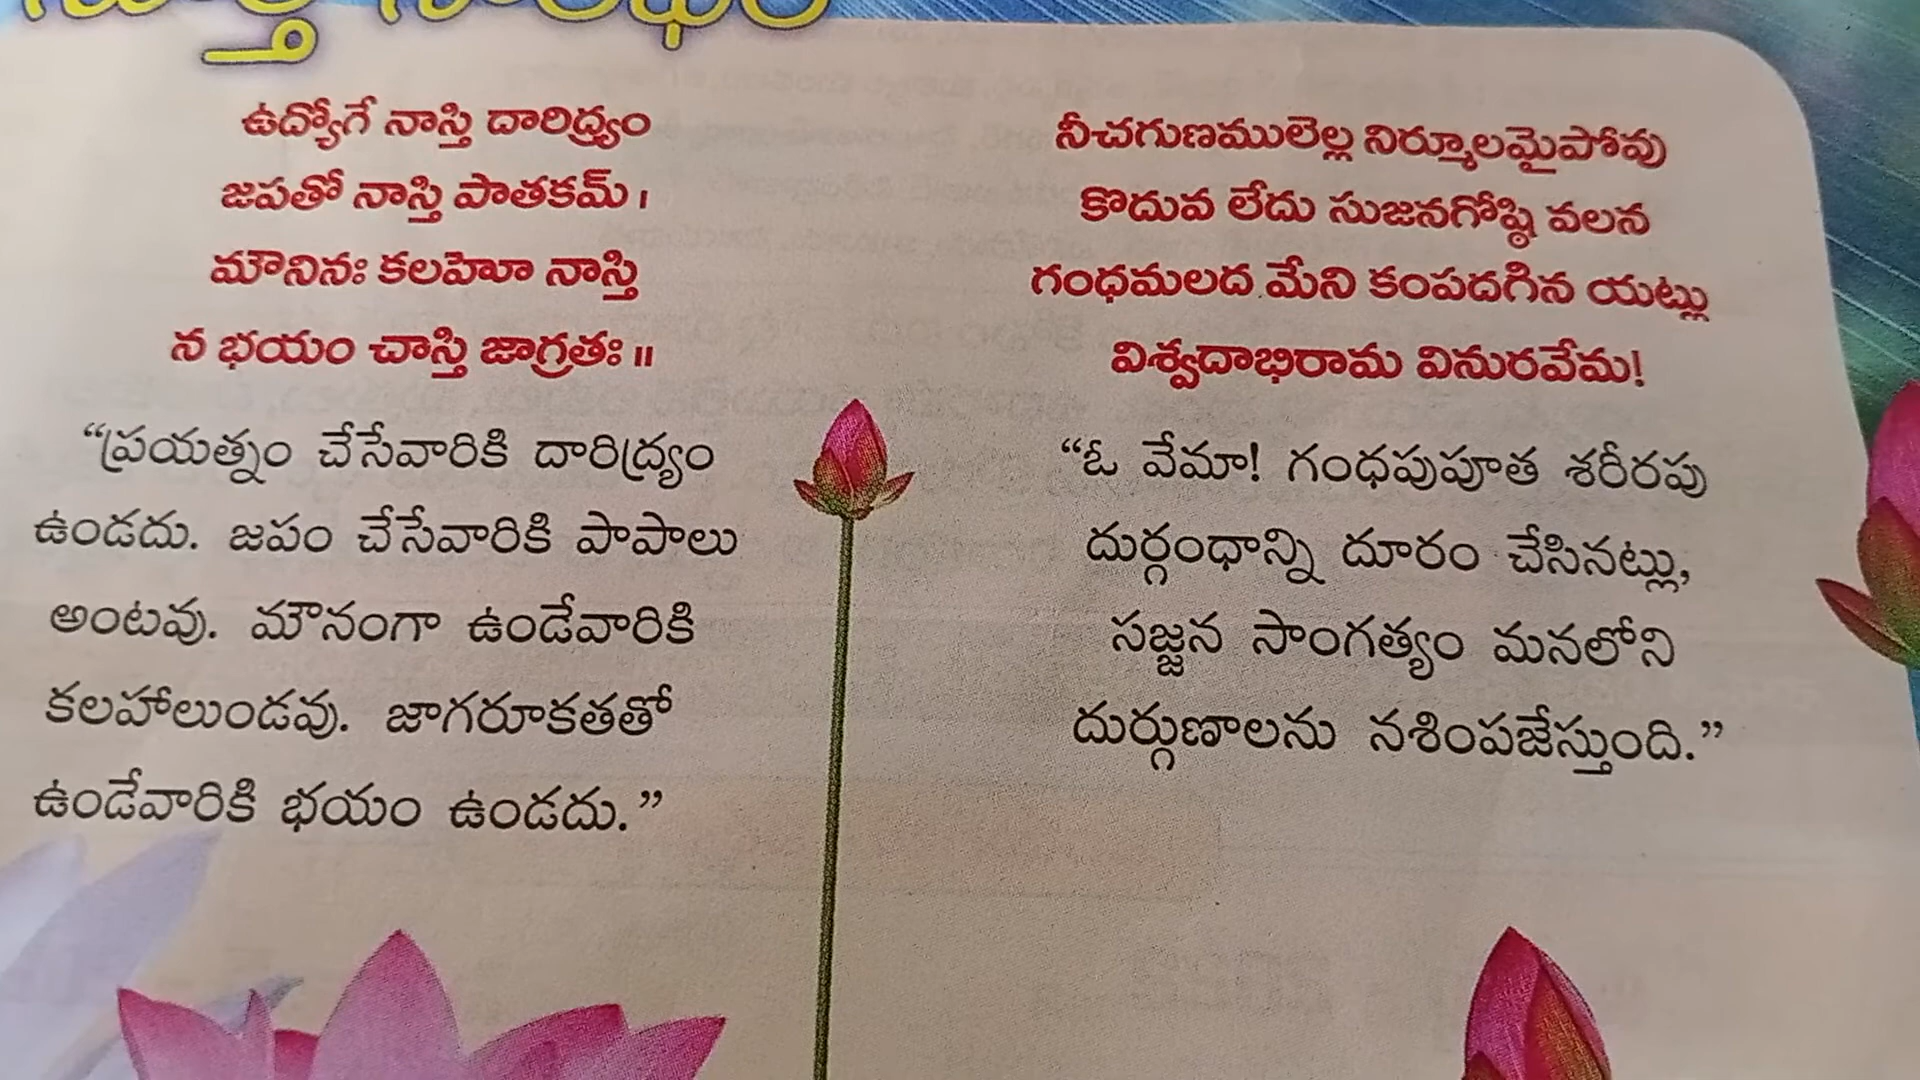 ఉద్యోగే నాస్తి దారిద్ర్యం
జపతో నాస్తి పాతకమ్ ।
మౌనినః కలహెూ నాస్తి
న భయం చాస్తి జాగ్రతః ॥
“ప్రయత్నం చేసేవారికి దారిద్ర్యం
ఉండదు. జపం చేసేవారికి పాపాలు
అంటవు. మౌనంగా ఉండేవారికి
కలహాలుండవు. జాగరూకతతో
ఉండేవారికి భయం ఉండదు.”
నీచగుణములెల్ల నిర్మూలమైపోవు
కొదువ లేదు సుజనగోష్ఠి వలన
గంధమలద మేని కంపదగిన యట్లు
విశ్వదాభిరామ వినురవేమ!
“ఓ వేమా! గంధపుపూత శరీరపు
దుర్గంధాన్ని దూరం చేసినట్లు,
సజ్జన సాంగత్యం మనలోని
దుర్గుణాలను నశింపజేస్తుంది.”